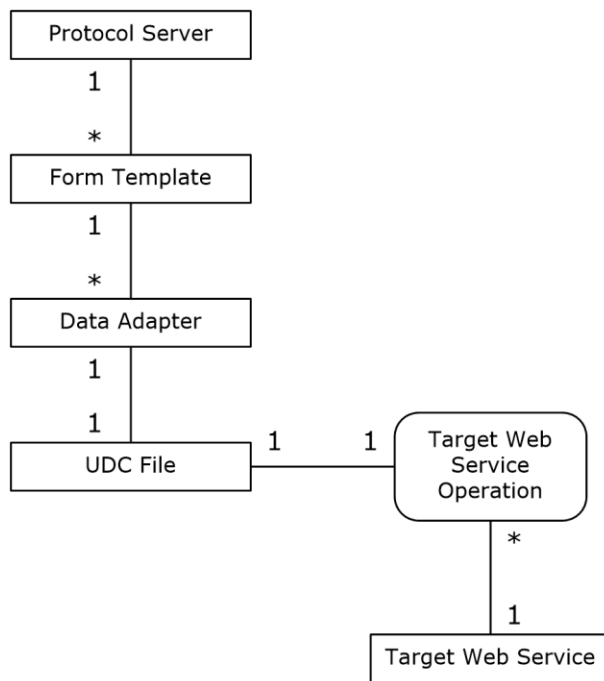 Protocol Server
1
*
Form Template
1
*
Data Adapter
1
1
UDC File
1 1
Target Web
Service
Operation
*
1
Target Web Service